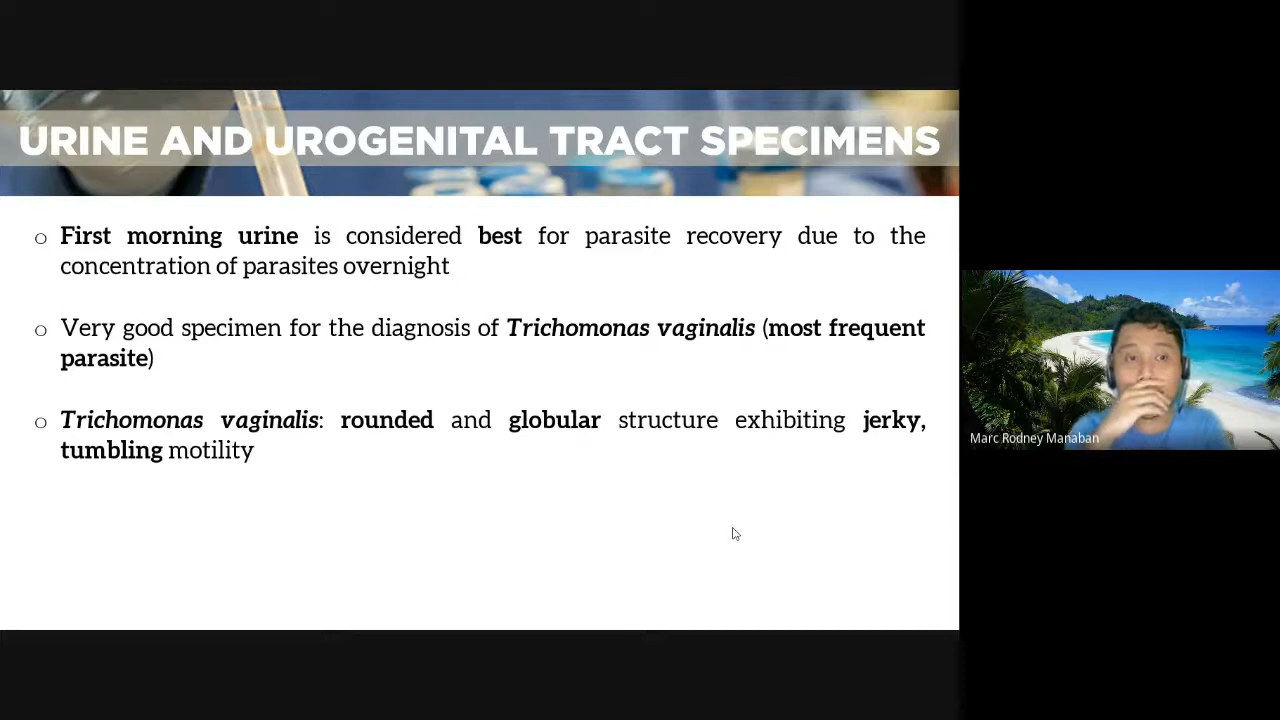 URINE AND UROGENITAL TRACT SPECIMENS
○ First morning urine is considered best for parasite recovery due to the
concentration of parasites overnight
○ Very good specimen for the diagnosis of Trichomonas vaginalis (most frequent
parasite)
○ Trichomonas vaginalis: rounded and globular structure exhibiting jerky,
tumbling motility
Marc Rodney Manaban